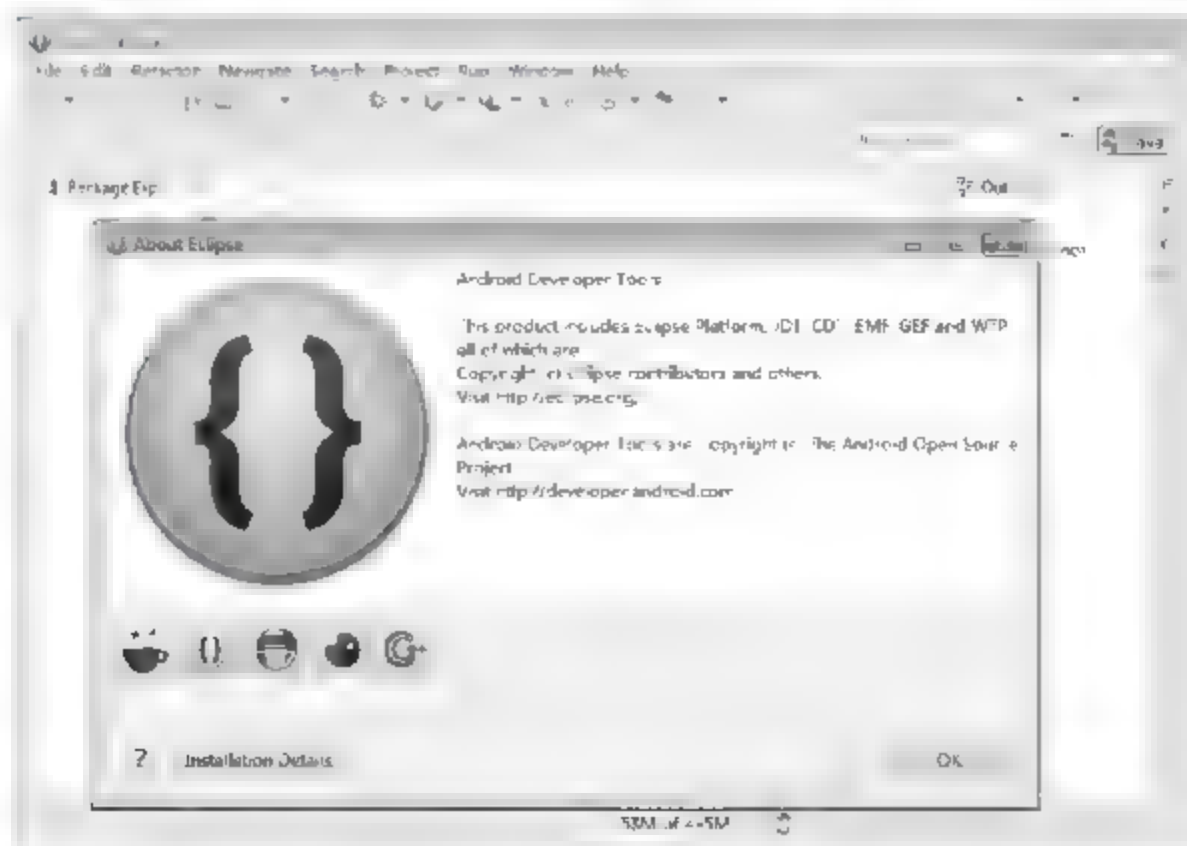 Edit Refactor Navigate Search Project Run Window Help
Package Exp
Out
About Eclipse
Android Developer Tools
This product includes Eclipse Platform, JDT, CDT, EMF, GEF and WTP
all of which are
Copyright (c) Eclipse contributors and others.
Visit http://eclipse.org/
Android Developer Tools are Copyright (c) The Android Open Source
Project
Visit http://developer.android.com
{}
G+
? Installation Details
OK